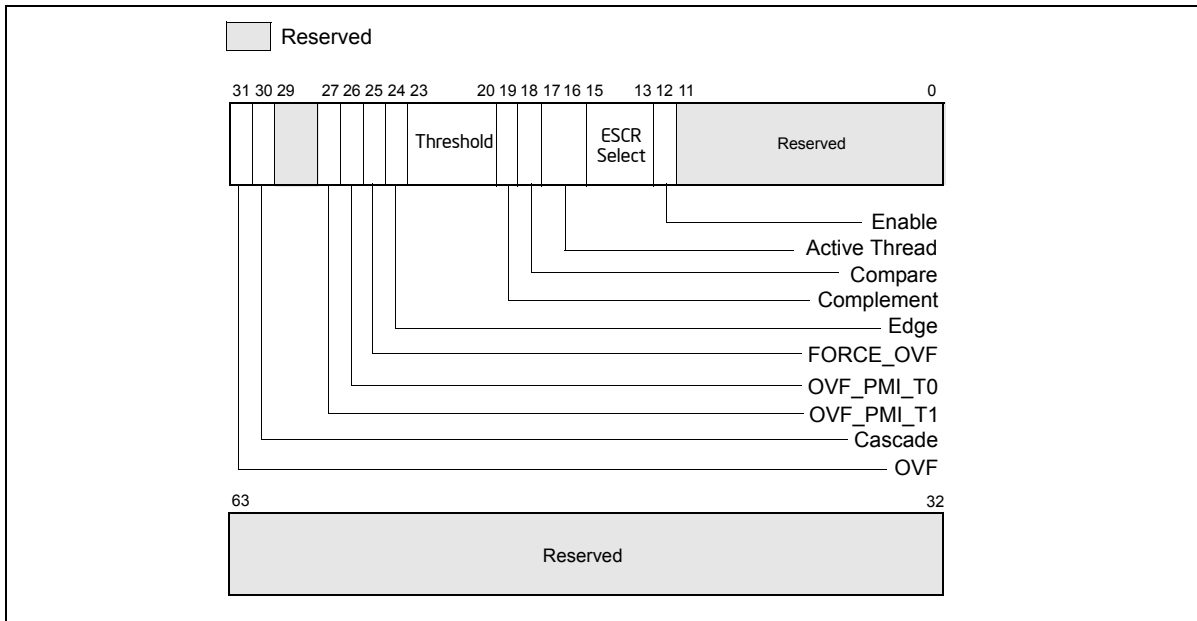 Reserved
31 30 29 27 26 25 24 23 20 19 18 17 16 15 13 12 11 0
Threshold ESCR Reserved
Select
Enable
Active Thread
Compare
Complement
Edge
FORCE_OVF
OVF_PMI_T0
OVF_PMI_T1
Cascade
OVF
63 32
Reserved